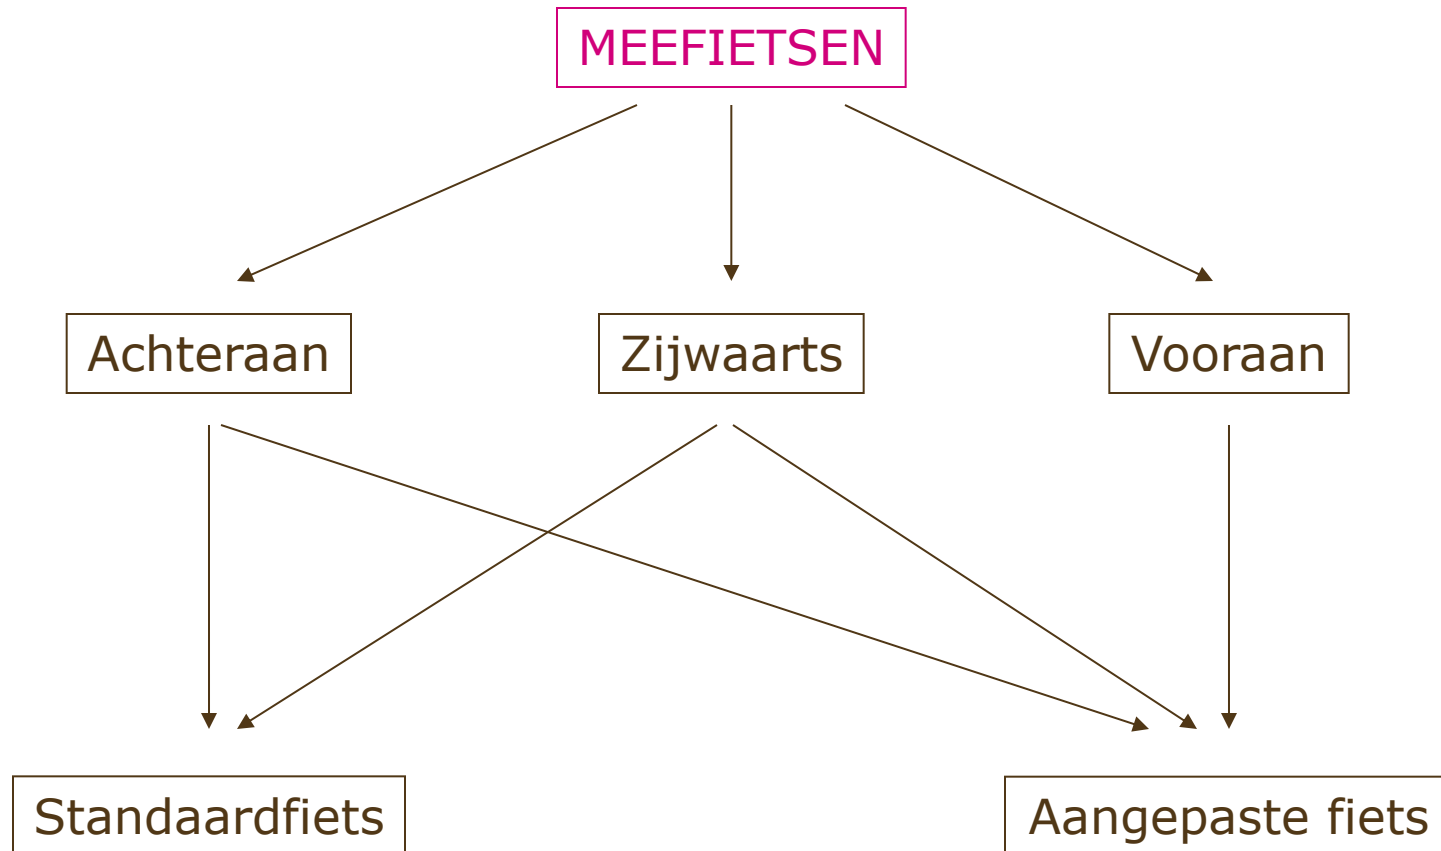 MEEFIETSEN
Achteraan
Zijwaarts
Vooraan
Standaardfiets
Aangepaste fiets